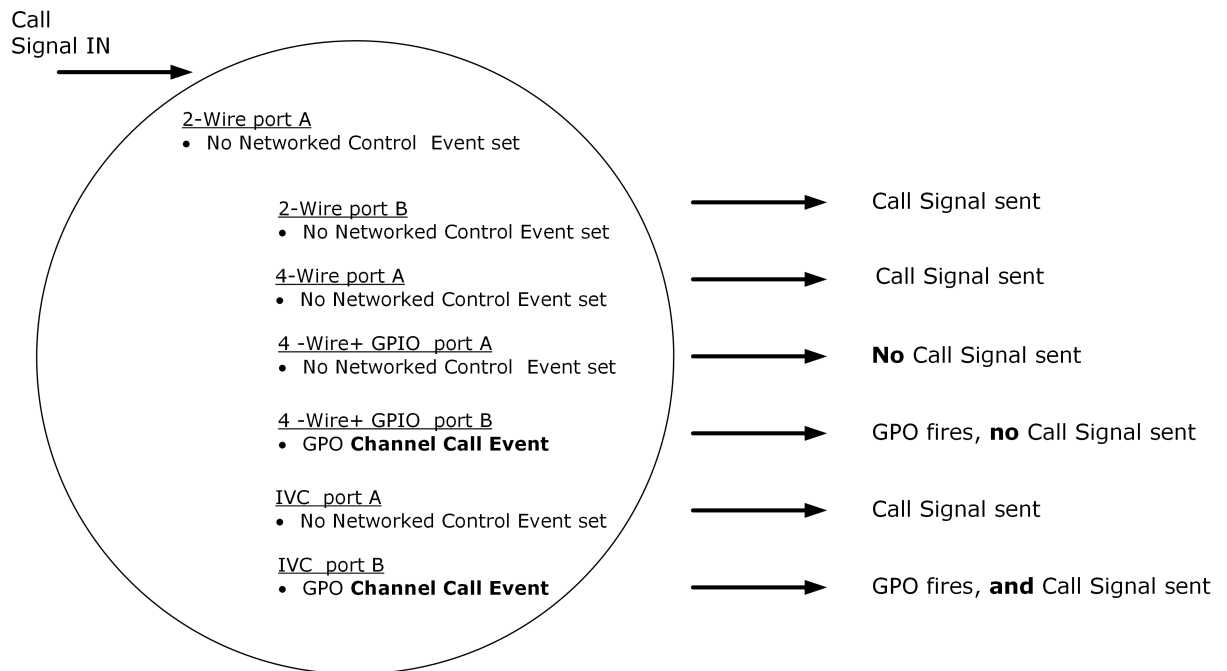 Call
Signal IN
2-Wire port A
• No Networked Control Event set
2-Wire port B
• No Networked Control Event set
Call Signal sent
4-Wire port A
• No Networked Control Event set
Call Signal sent
4 -Wire+ GPIO port A
• No Networked Control Event set
No Call Signal sent
4 -Wire+ GPIO port B
• GPO Channel Call Event
GPO fires, no Call Signal sent
IVC port A
• No Networked Control Event set
Call Signal sent
IVC port B
• GPO Channel Call Event
GPO fires, and Call Signal sent